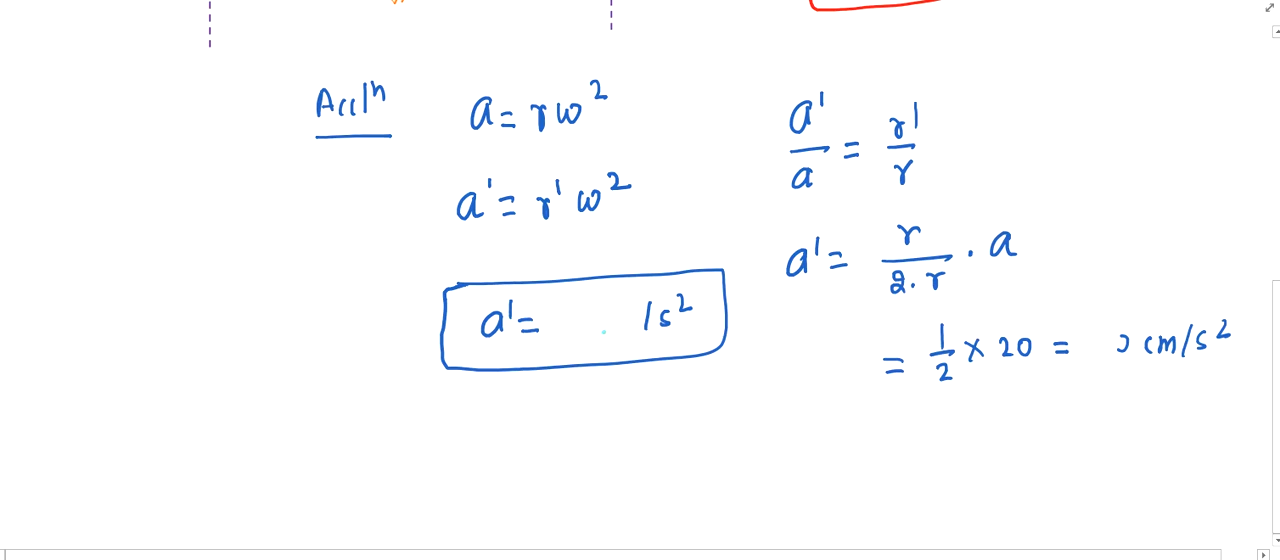 Acc|ⁿ
a = rω²
a' = r'ω²
a' = /s²
a'/a = r'/r
a' = r/2·r · a
= 1/2 × 20 = cm/s²